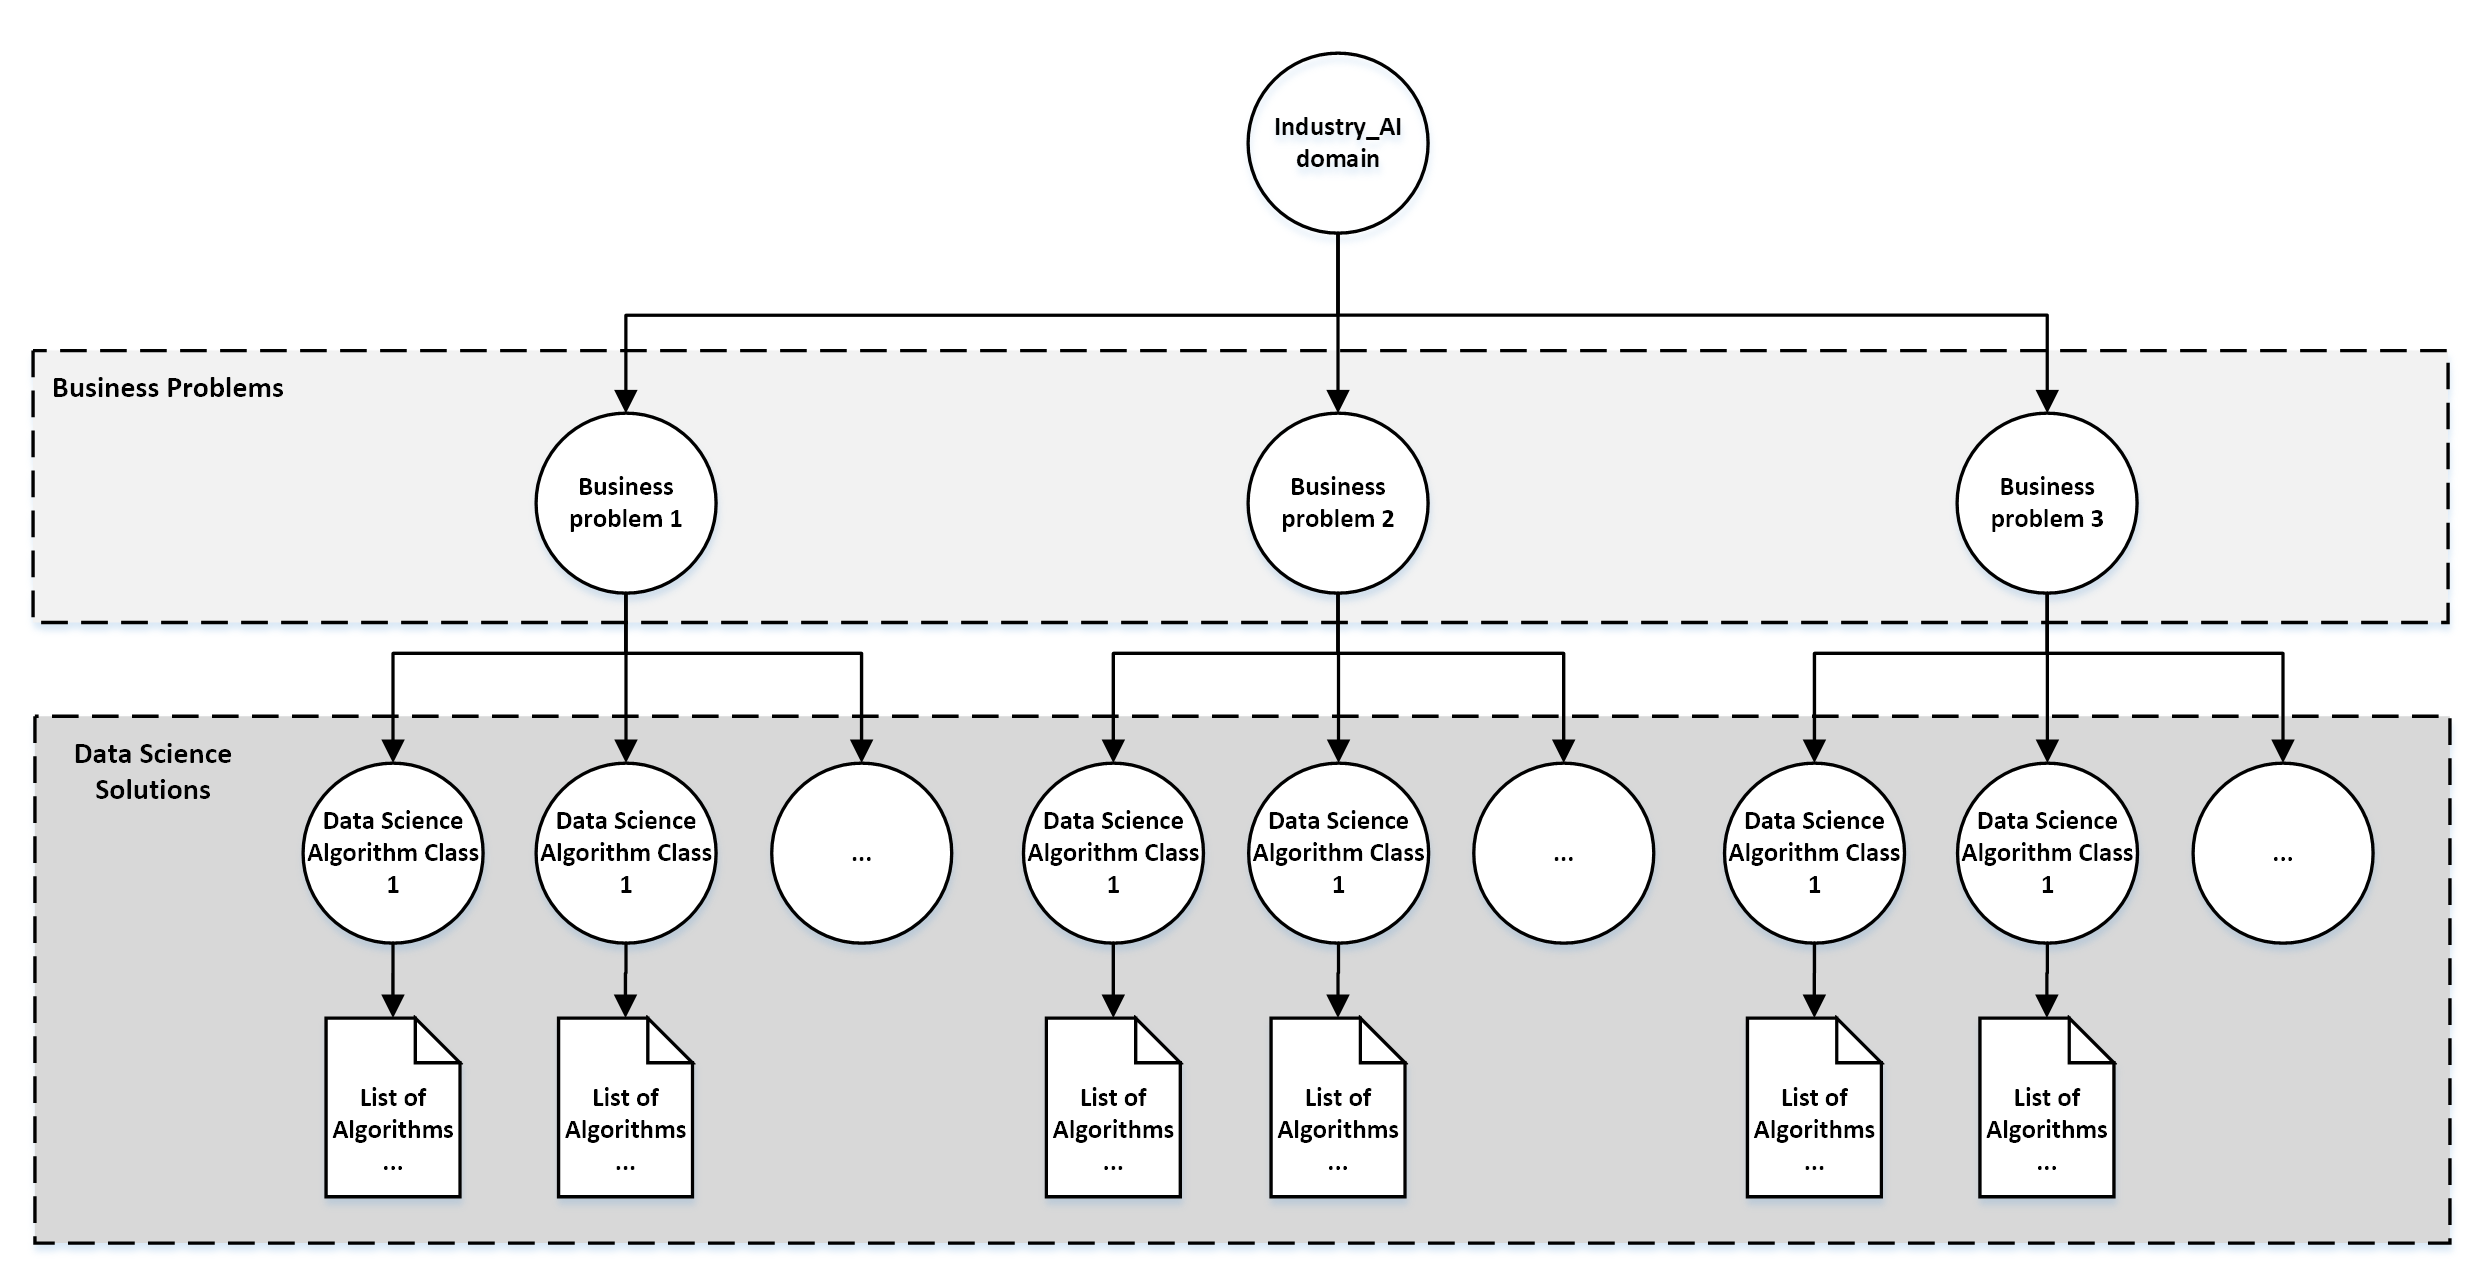 Industry_AI
domain
Business Problems
Business
problem 1
Business
problem 2
Business
problem 3
Data Science
Solutions
Data Science
Algorithm Class
1
Data Science
Algorithm Class
1
...
Data Science
Algorithm Class
1
Data Science
Algorithm Class
1
...
Data Science
Algorithm Class
1
Data Science
Algorithm Class
1
...
List of
Algorithms
...
List of
Algorithms
...
List of
Algorithms
...
List of
Algorithms
...
List of
Algorithms
...
List of
Algorithms
...